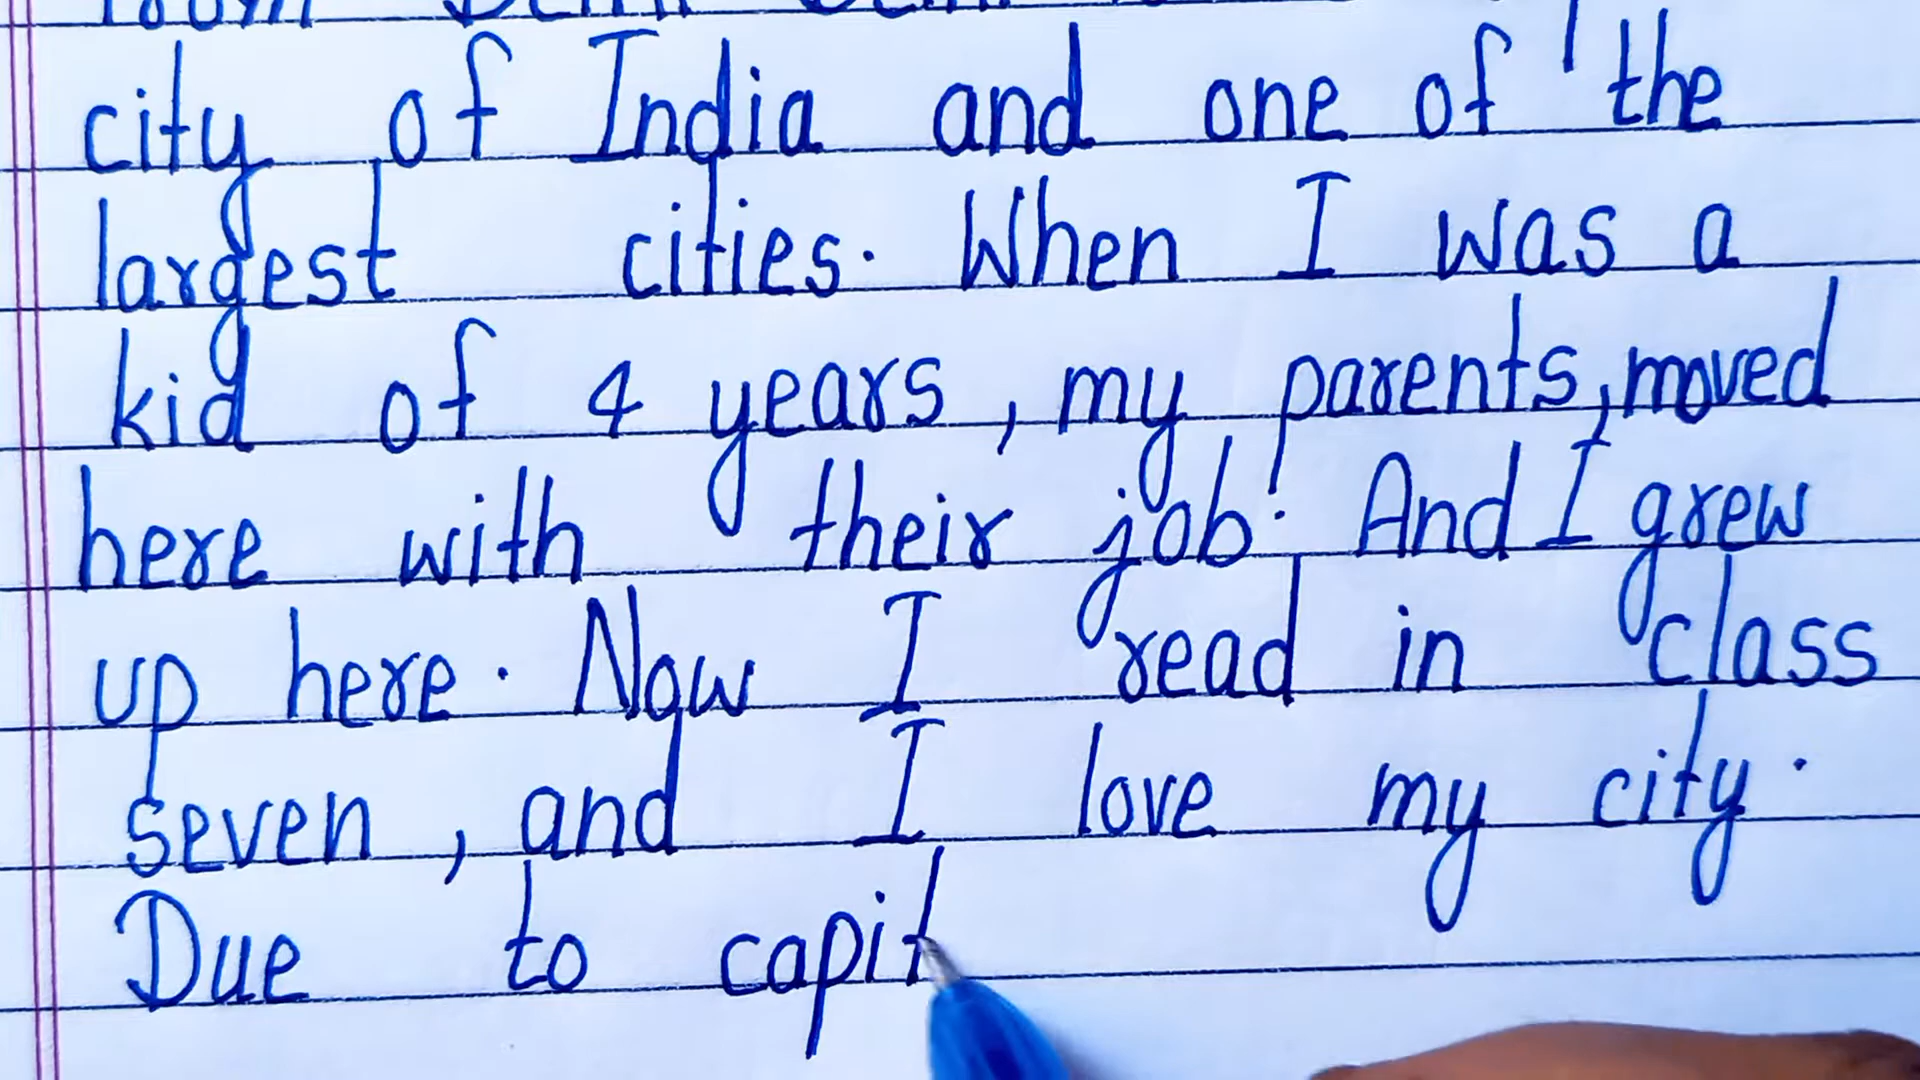 Delhi Delhi
city of India and one of the
largest cities. When I was a
kid of 4 years, my parents, moved
here with their job. And I grew
up here. Now I read in class
seven, and I love my city.
Due to capit